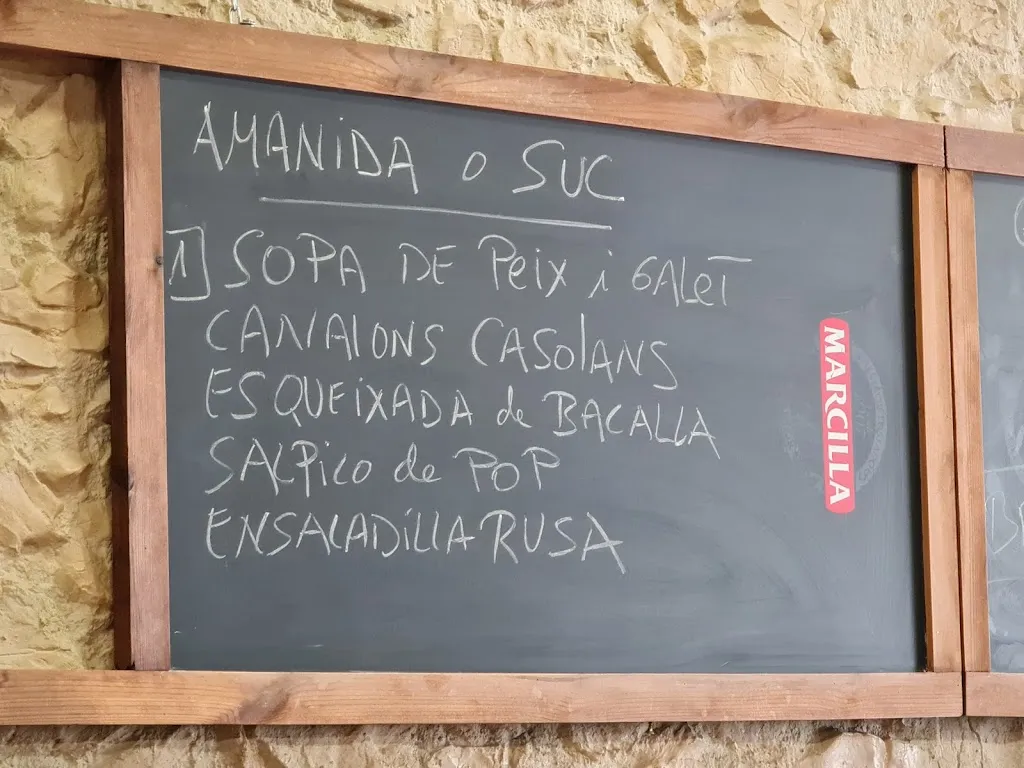 AMANiDA o SUC
1] SOPA DE Peix i GALET
CANALONS CASOLANS
ESQUEIXADA de BACALLA
SALPICO de POP
ENSALADILLA RUSA
MARCILLA